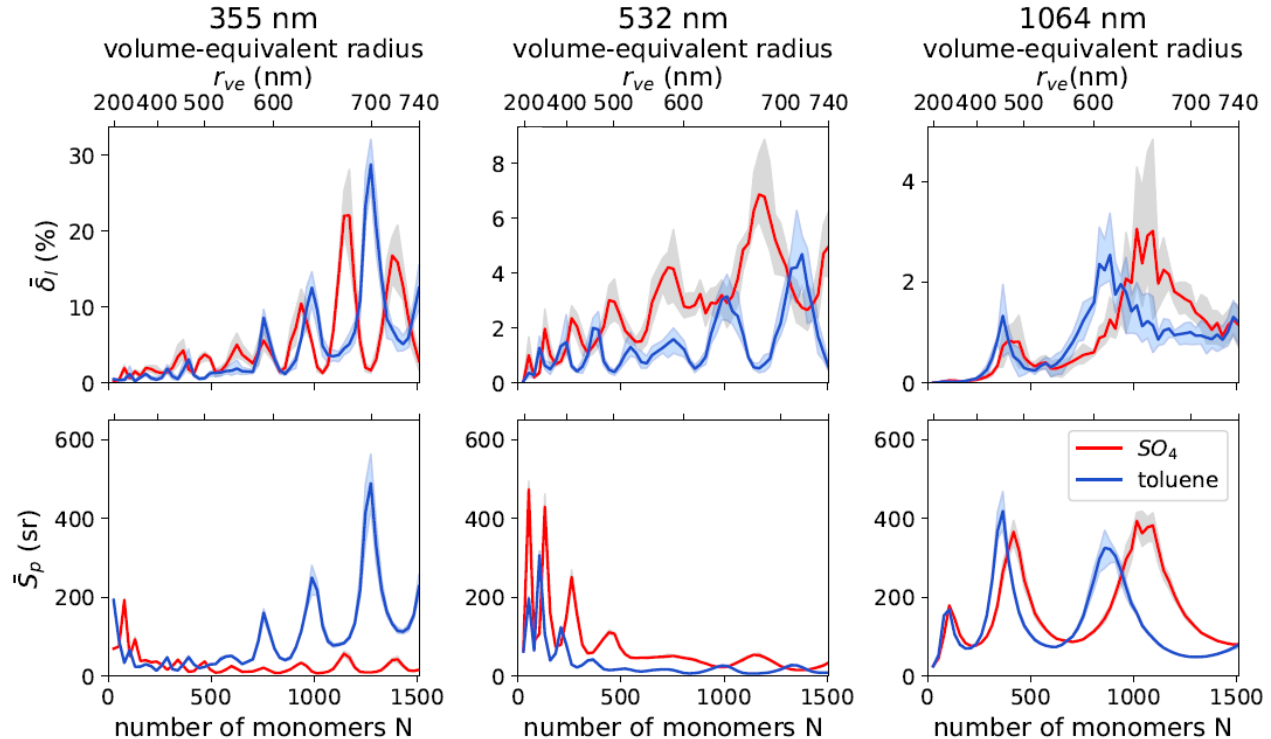 355 nm
volume-equivalent radius
r_ve (nm)
200 400 500 600 700 740
532 nm
volume-equivalent radius
r_ve (nm)
200 400 500 600 700 740
1064 nm
volume-equivalent radius
r_ve(nm)
200 400 500 600 700 740
δ̄_l (%)
30
20
10
0
8
6
4
2
0
4
2
0
S̄_p (sr)
600
400
200
0
0 500 1000 1500
number of monomers N
600
400
200
0
0 500 1000 1500
number of monomers N
600
400
200
0
SO₄
toluene
0 500 1000 1500
number of monomers N